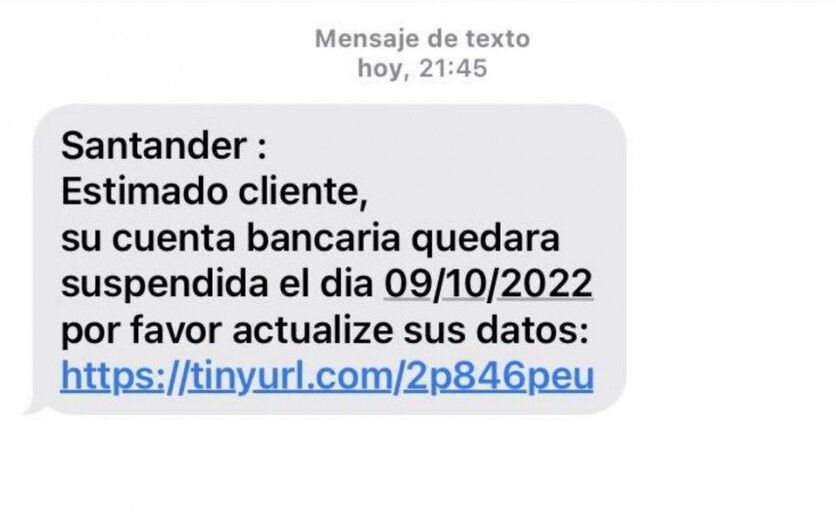 Mensaje de texto
hoy, 21:45
Santander :
Estimado cliente,
su cuenta bancaria quedara
suspendida el dia 09/10/2022
por favor actualize sus datos:
https://tinyurl.com/2p846peu